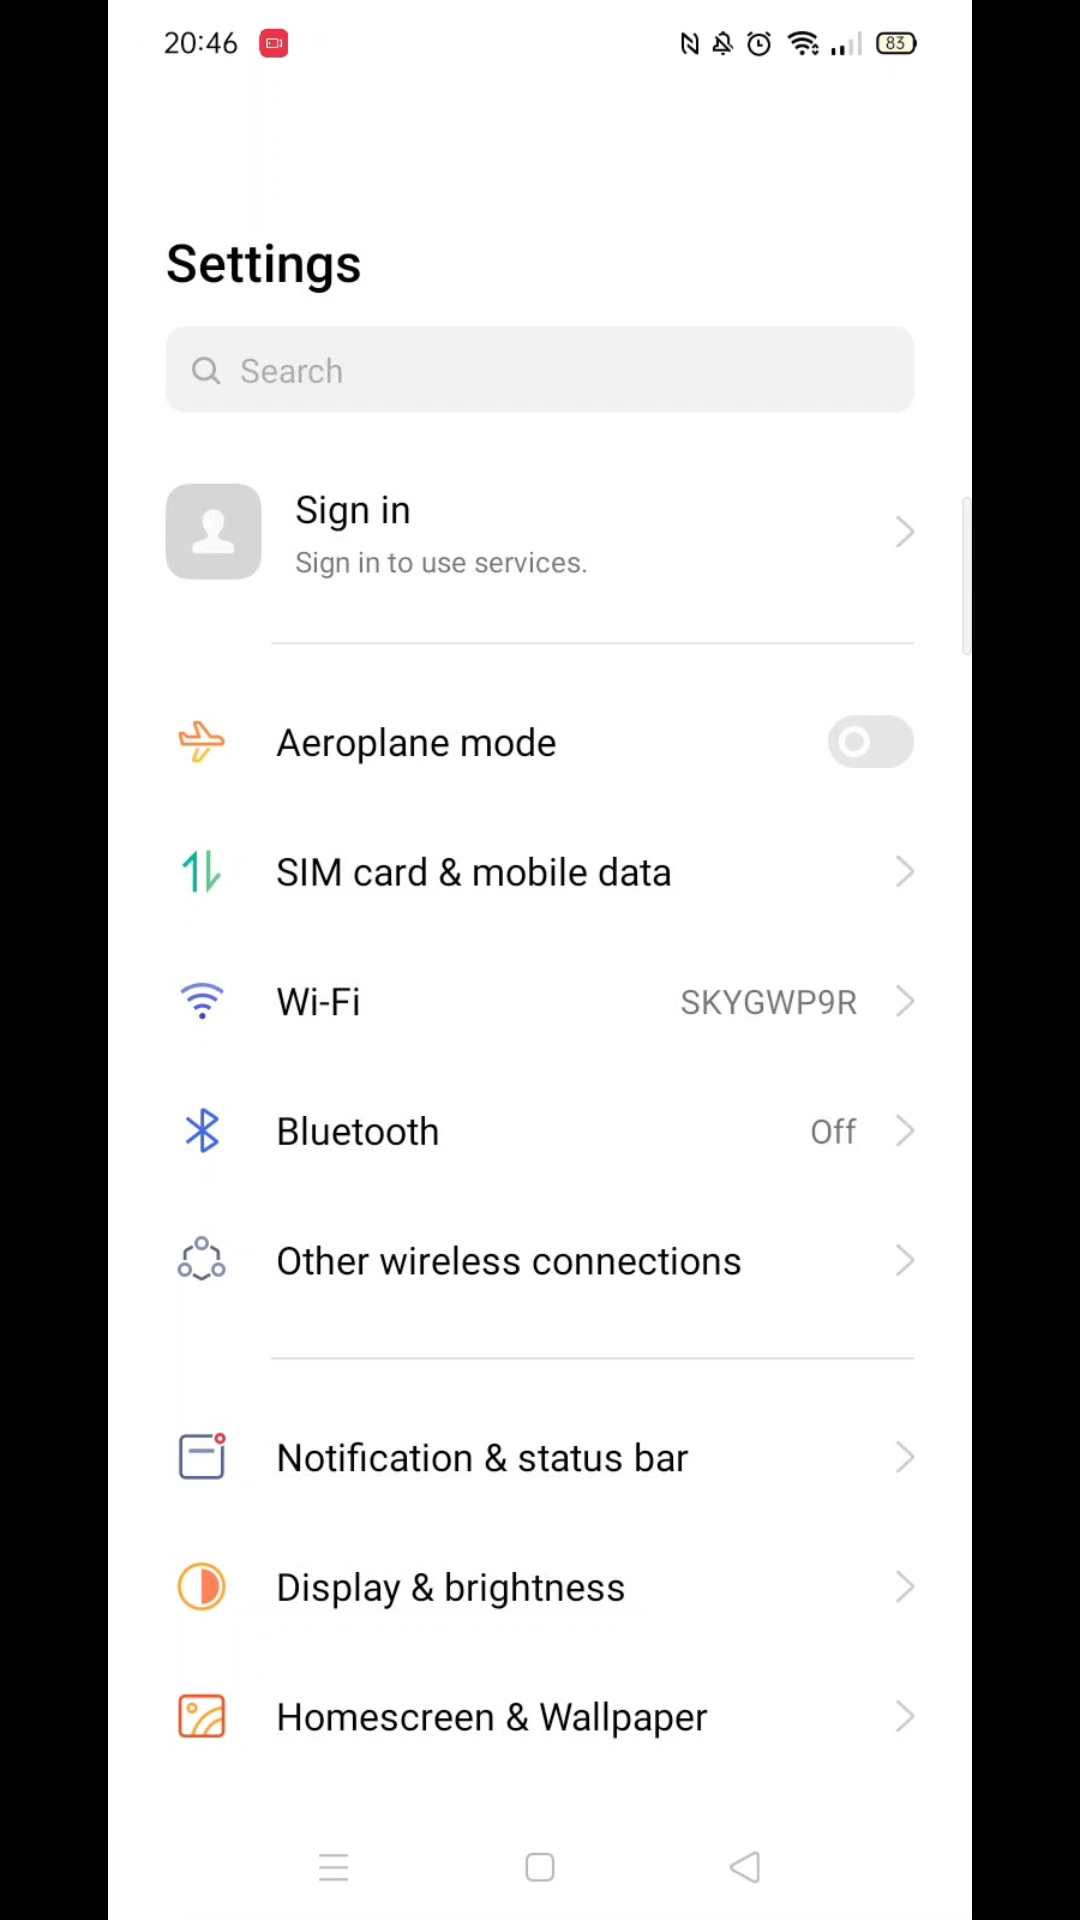 20:46
83
Settings
Search
Sign in
Sign in to use services.
Aeroplane mode
SIM card & mobile data
Wi-Fi SKYGWP9R
Bluetooth Off
Other wireless connections
Notification & status bar
Display & brightness
Homescreen & Wallpaper